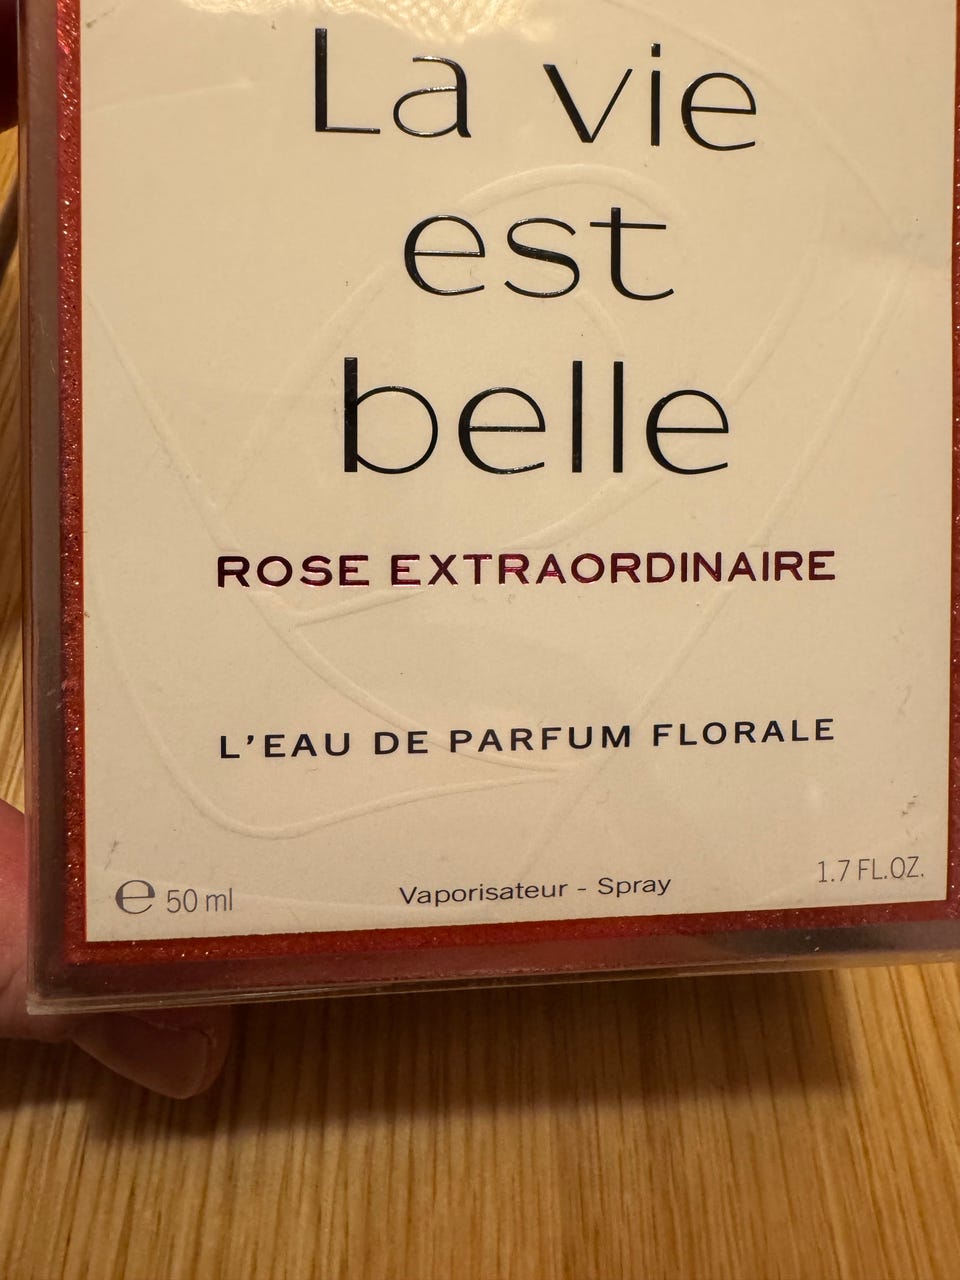 La vie
est
belle
ROSE EXTRAORDINAIRE
L'EAU DE PARFUM FLORALE
℮ 50 ml
Vaporisateur - Spray
1.7 FL.OZ.